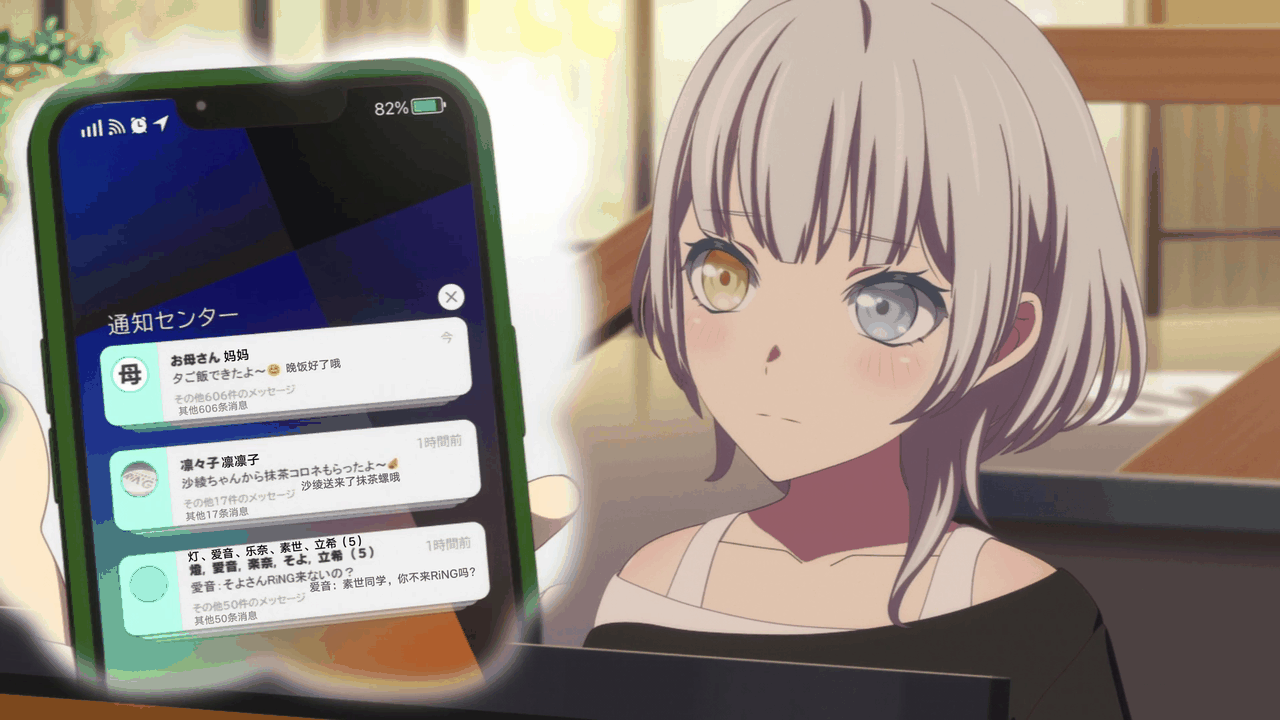 82%
通知センター
今
母
お母さん 妈妈
夕ご飯できたよ～😊 晚饭好了哦
その他606件のメッセージ
其他606条消息
1時間前
凛々子 凛凛子
沙綾ちゃんから抹茶コロネもらったよ～
沙绫送来了抹茶螺哦
その他17件のメッセージ
其他17条消息
灯、爱音、乐奈、素世、立希（5）
1時間前
燈, 愛音, 楽奈, そよ, 立希（5）
愛音：そよさんRiNG来ないの？
爱音：素世同学，你不来RiNG吗?
その他50件のメッセージ
其他50条消息